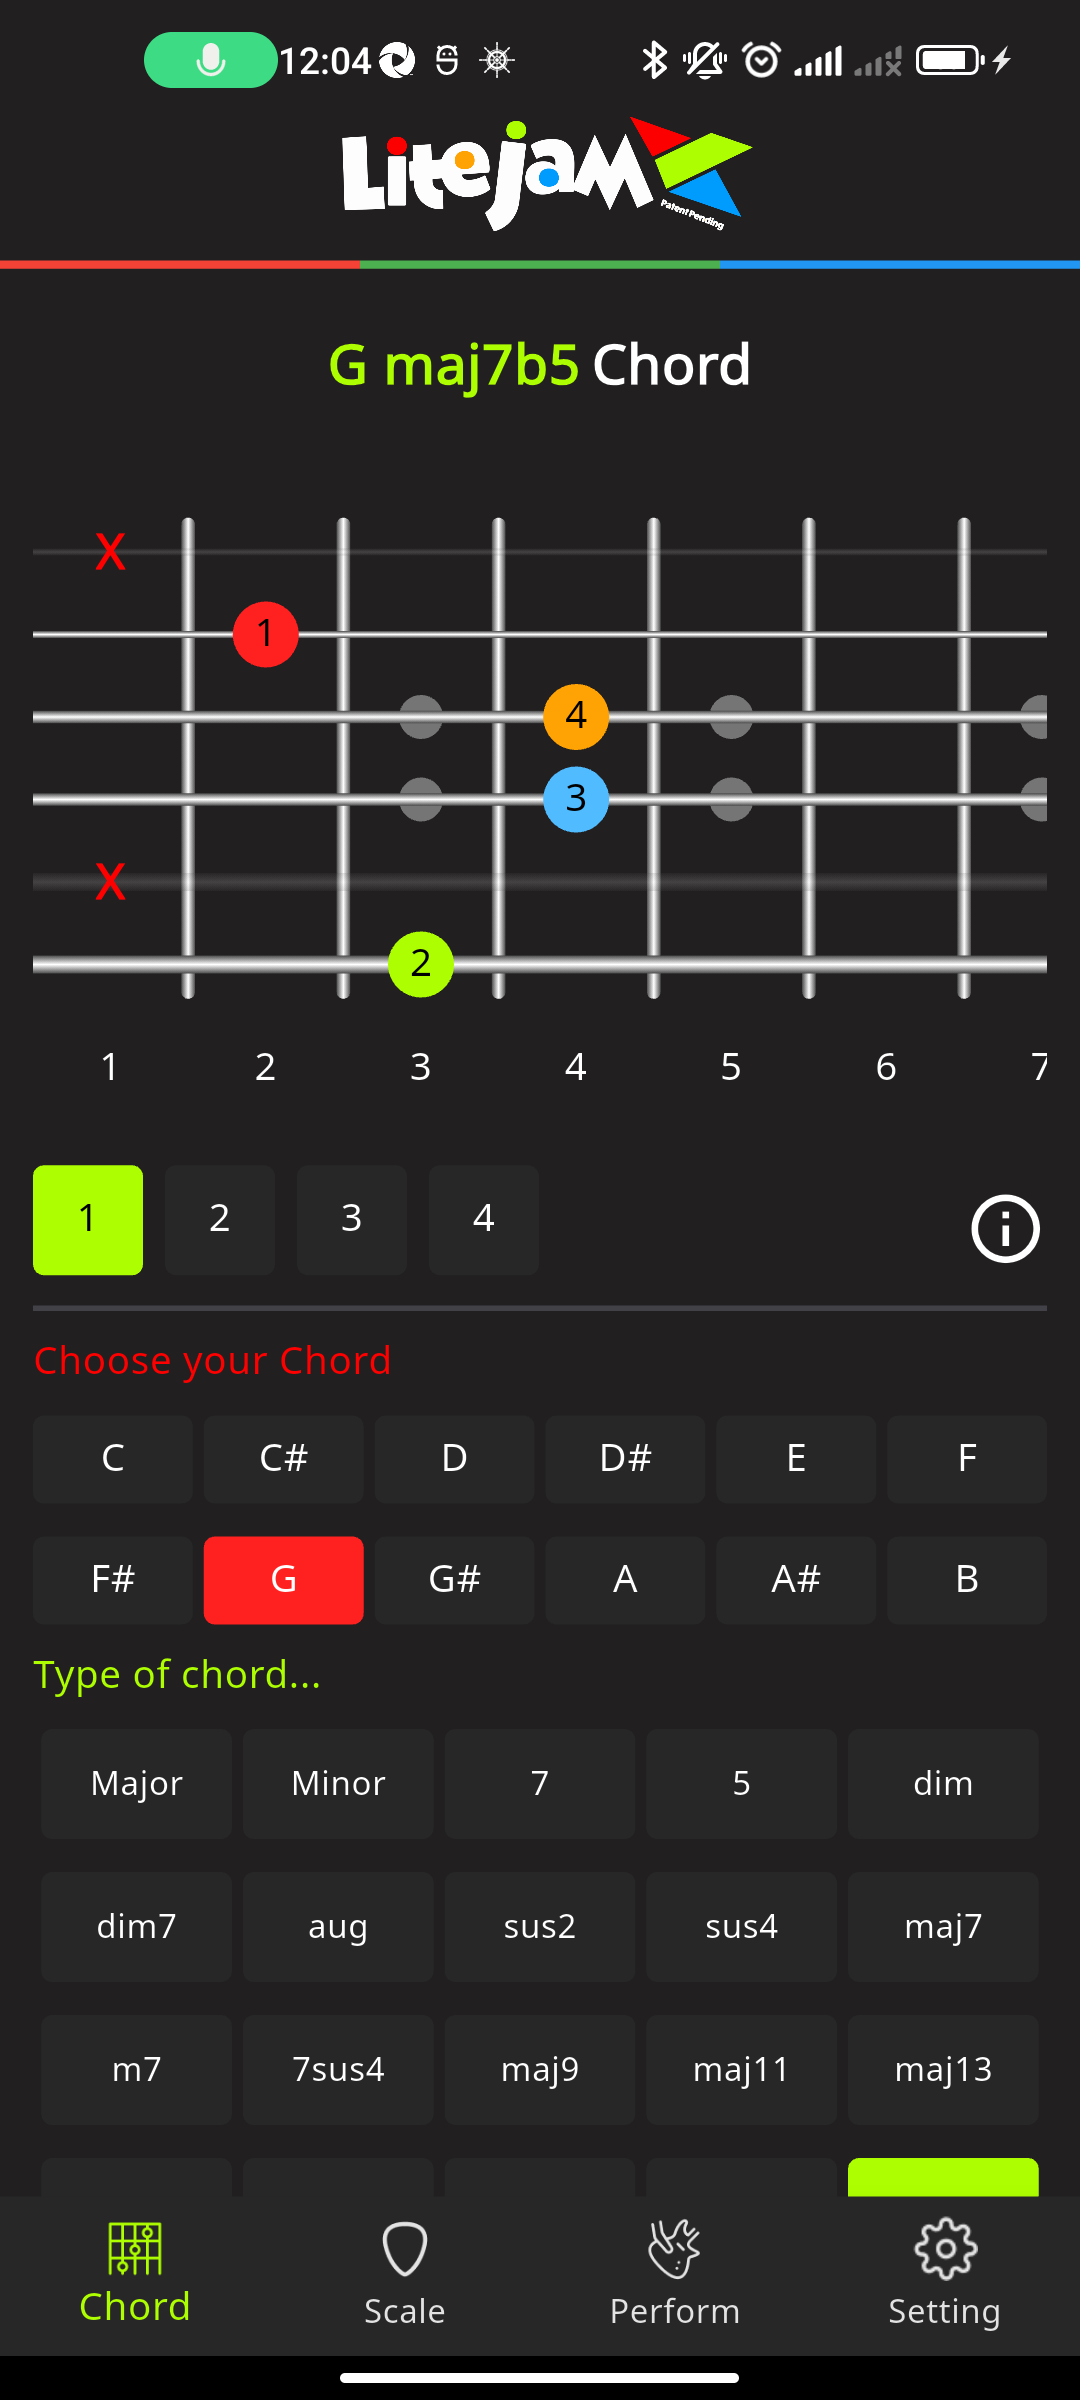 12:04
Litejam
Patent Pending
G maj7b5 Chord
X
1
4
3
X
2
1 2 3 4 5 6 7
1 2 3 4
Choose your Chord
C C# D D# E F
F# G G# A A# B
Type of chord...
Major Minor 7 5 dim
dim7 aug sus2 sus4 maj7
m7 7sus4 maj9 maj11 maj13
Chord Scale Perform Setting